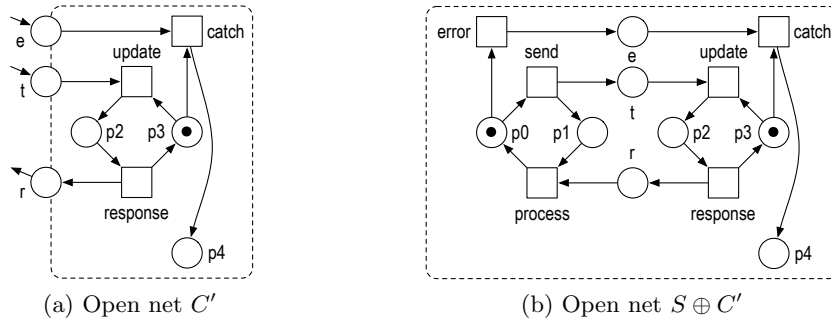 e
catch
update
t
p2
p3
r
response
p4
(a) Open net C′
error
catch
send
e
update
t
p0
p1
p2
p3
r
process
response
p4
(b) Open net S ⊕ C′